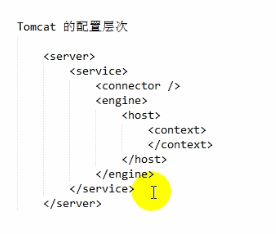 Tomcat 的配置层次
<server>
<service>
<connector />
<engine>
<host>
<context>
</context>
</host>
</engine>
</service>
</server>